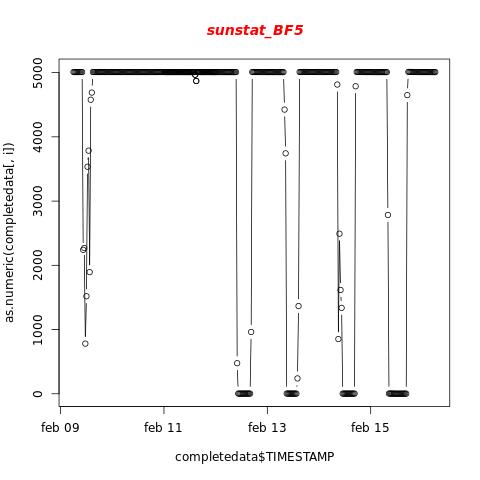 sunstat_BF5
as.numeric(completedata[, i])
5000
4000
3000
2000
1000
0
feb 09
feb 11
feb 13
feb 15
completedata$TIMESTAMP